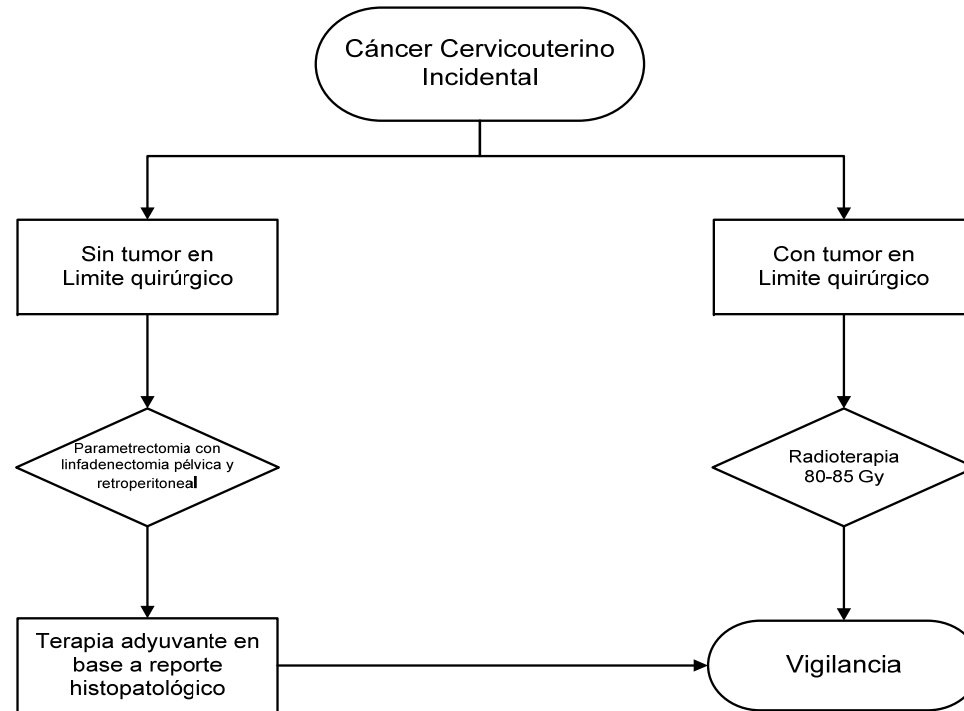 Cáncer Cervicouterino
Incidental
Sin tumor en
Limite quirúrgico
Con tumor en
Limite quirúrgico
Parametrectomia con
linfadenectomia pélvica y
retroperitoneal
Radioterapia
80-85 Gy
Terapia adyuvante en
base a reporte
histopatológico
Vigilancia